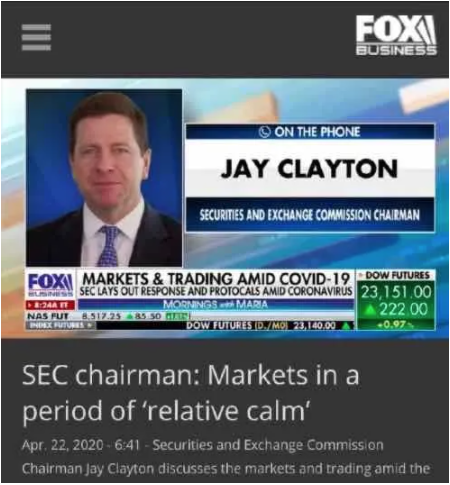 FOX
BUSINESS
ON THE PHONE
JAY CLAYTON
SECURITIES AND EXCHANGE COMMISSION CHAIRMAN
FOX
BUSINESS
8:24A ET
MARKETS & TRADING AMID COVID-19
SEC LAYS OUT RESPONSE AND PROTOCALS AMID CORONAVIRUS
MORNINGS with MARIA
DOW FUTURES
23,151.00
222.00
+0.97%
NAS FUT 8,517.25 85.50
INDEX FUTURES DOW FUTURES (D./M0) 23,140.00
SEC chairman: Markets in a
period of ‘relative calm’
Apr. 22, 2020 - 6:41 - Securities and Exchange Commission
Chairman Jay Clayton discusses the markets and trading amid the